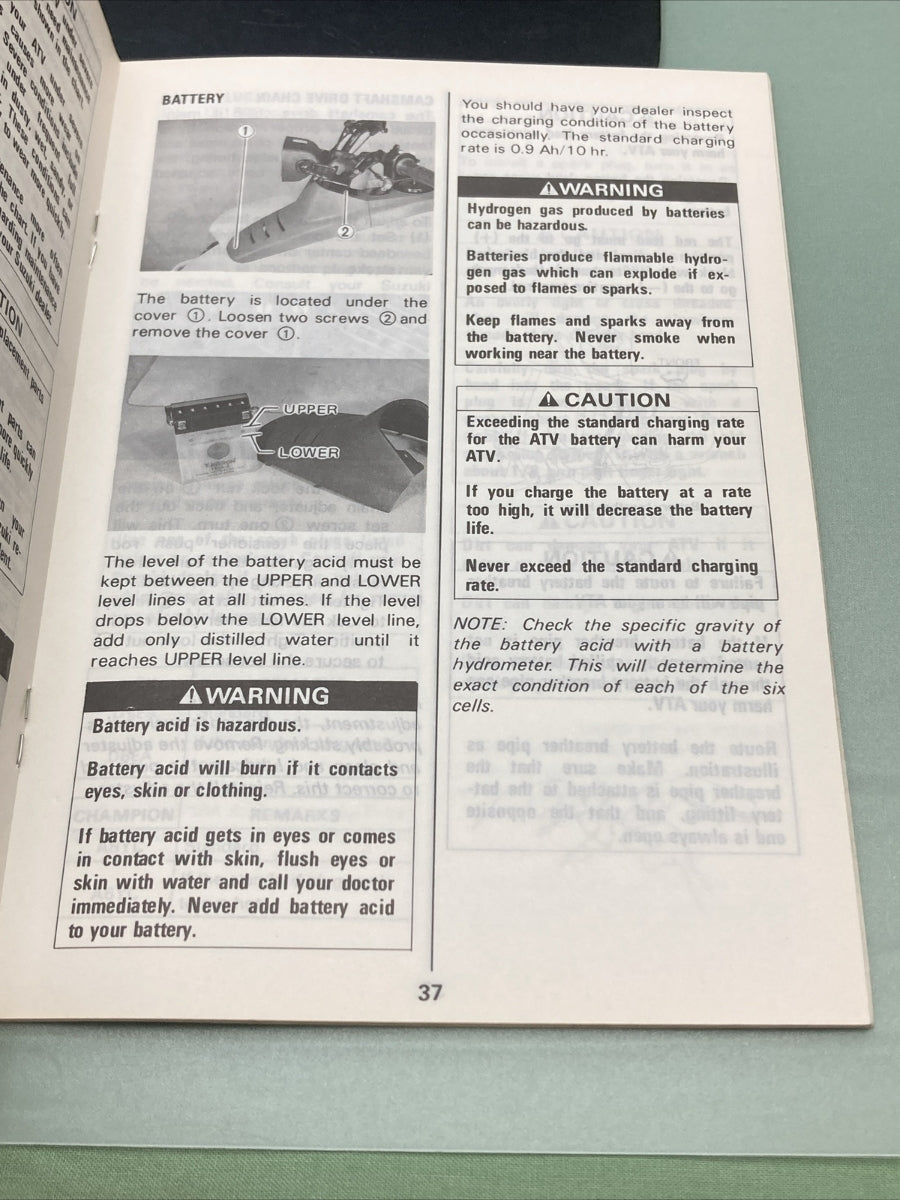 BATTERY
①
②
The battery is located under the
cover ①. Loosen two screws ② and
remove the cover ①.
UPPER
LOWER
The level of the battery acid must be
kept between the UPPER and LOWER
level lines at all times. If the level
drops below the LOWER level line,
add only distilled water until it
reaches UPPER level line.
⚠WARNING
Battery acid is hazardous.
Battery acid will burn if it contacts
eyes, skin or clothing.
If battery acid gets in eyes or comes
in contact with skin, flush eyes or
skin with water and call your doctor
immediately. Never add battery acid
to your battery.
You should have your dealer inspect
the charging condition of the battery
occasionally. The standard charging
rate is 0.9 Ah/10 hr.
⚠WARNING
Hydrogen gas produced by batteries
can be hazardous.
Batteries produce flammable hydro-
gen gas which can explode if ex-
posed to flames or sparks.
Keep flames and sparks away from
the battery. Never smoke when
working near the battery.
⚠ CAUTION
Exceeding the standard charging rate
for the ATV battery can harm your
ATV.
If you charge the battery at a rate
too high, it will decrease the battery
life.
Never exceed the standard charging
rate.
NOTE: Check the specific gravity of
the battery acid with a battery
hydrometer. This will determine the
exact condition of each of the six
cells.
37